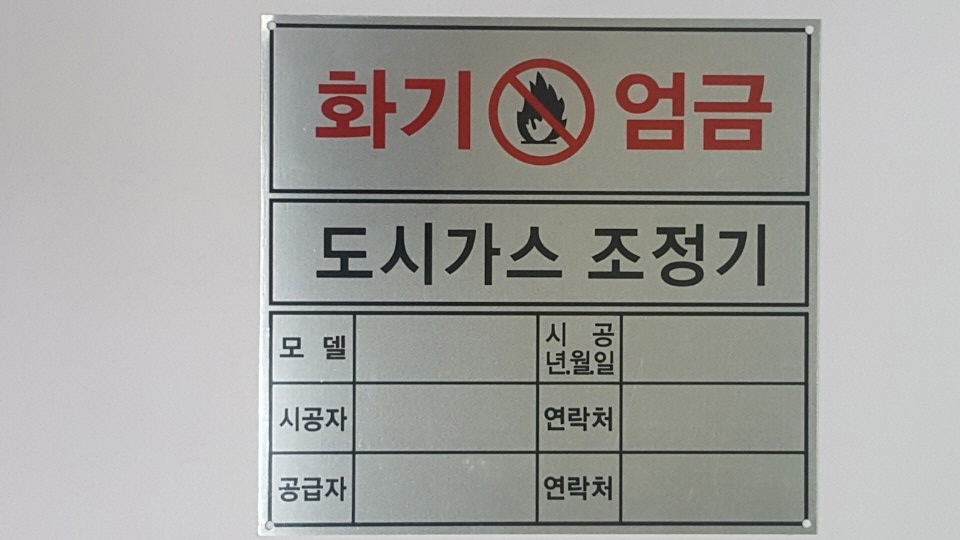 화기 엄금
도시가스 조정기
모 델
시 공
년.월.일
시공자
연락처
공급자
연락처